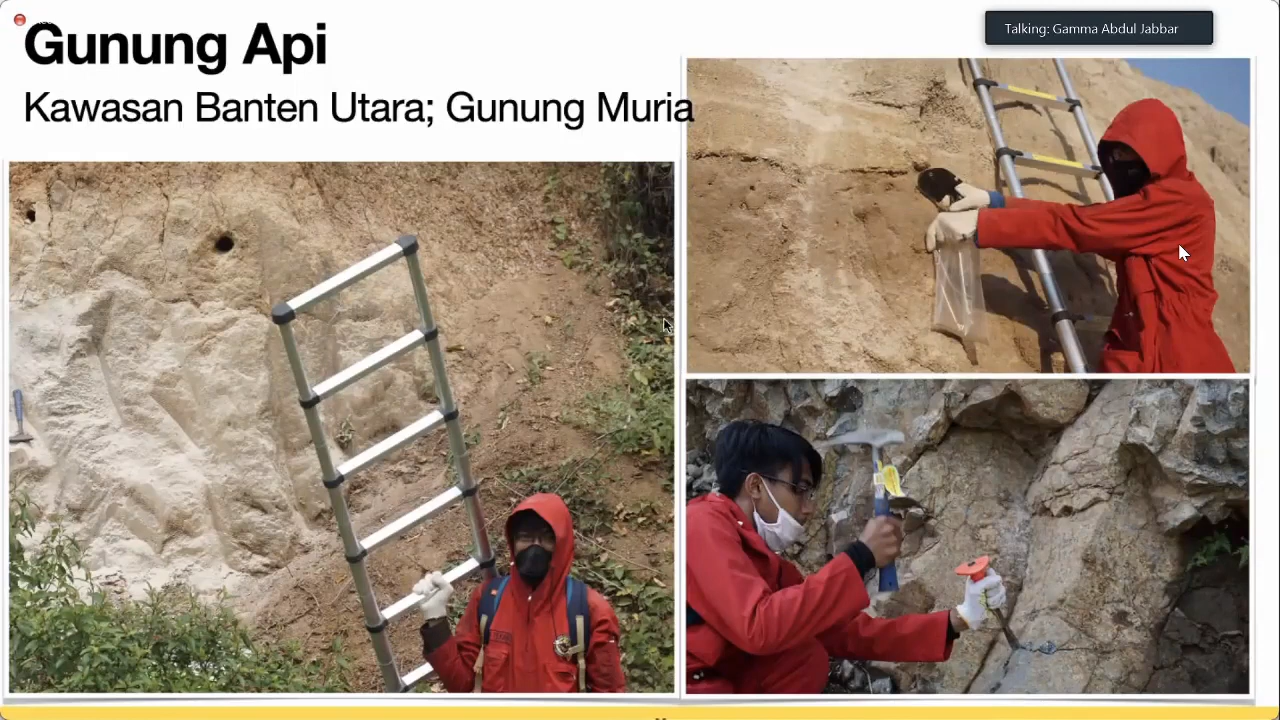 Gunung Api
Talking: Gamma Abdul Jabbar
Kawasan Banten Utara; Gunung Muria